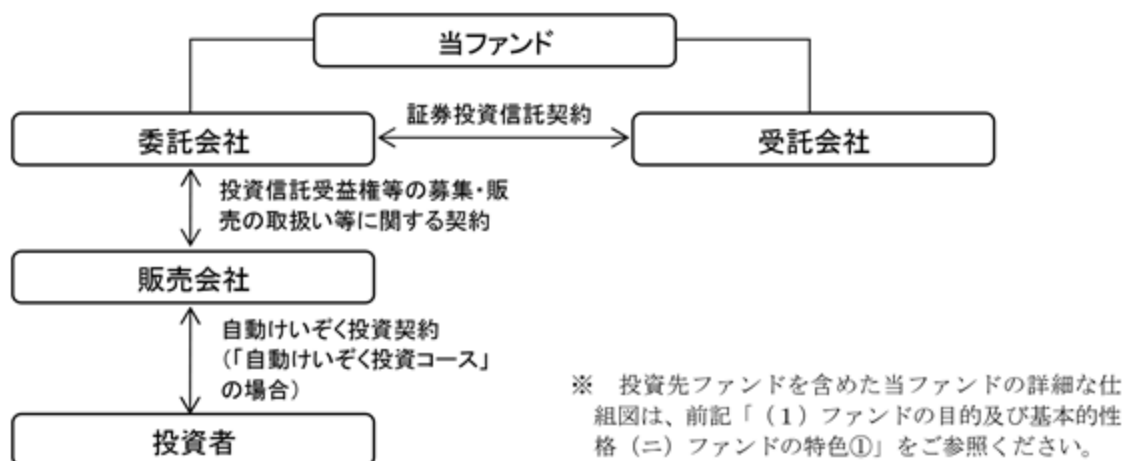 当ファンド
証券投資信託契約
委託会社
受託会社
投資信託受益権等の募集・販
売の取扱い等に関する契約
販売会社
自動けいぞく投資契約
(「自動けいぞく投資コース」
の場合)
投資者
※　投資先ファンドを含めた当ファンドの詳細な仕
組図は、前記「（1）ファンドの目的及び基本的性
格（ニ）ファンドの特色①」をご参照ください。